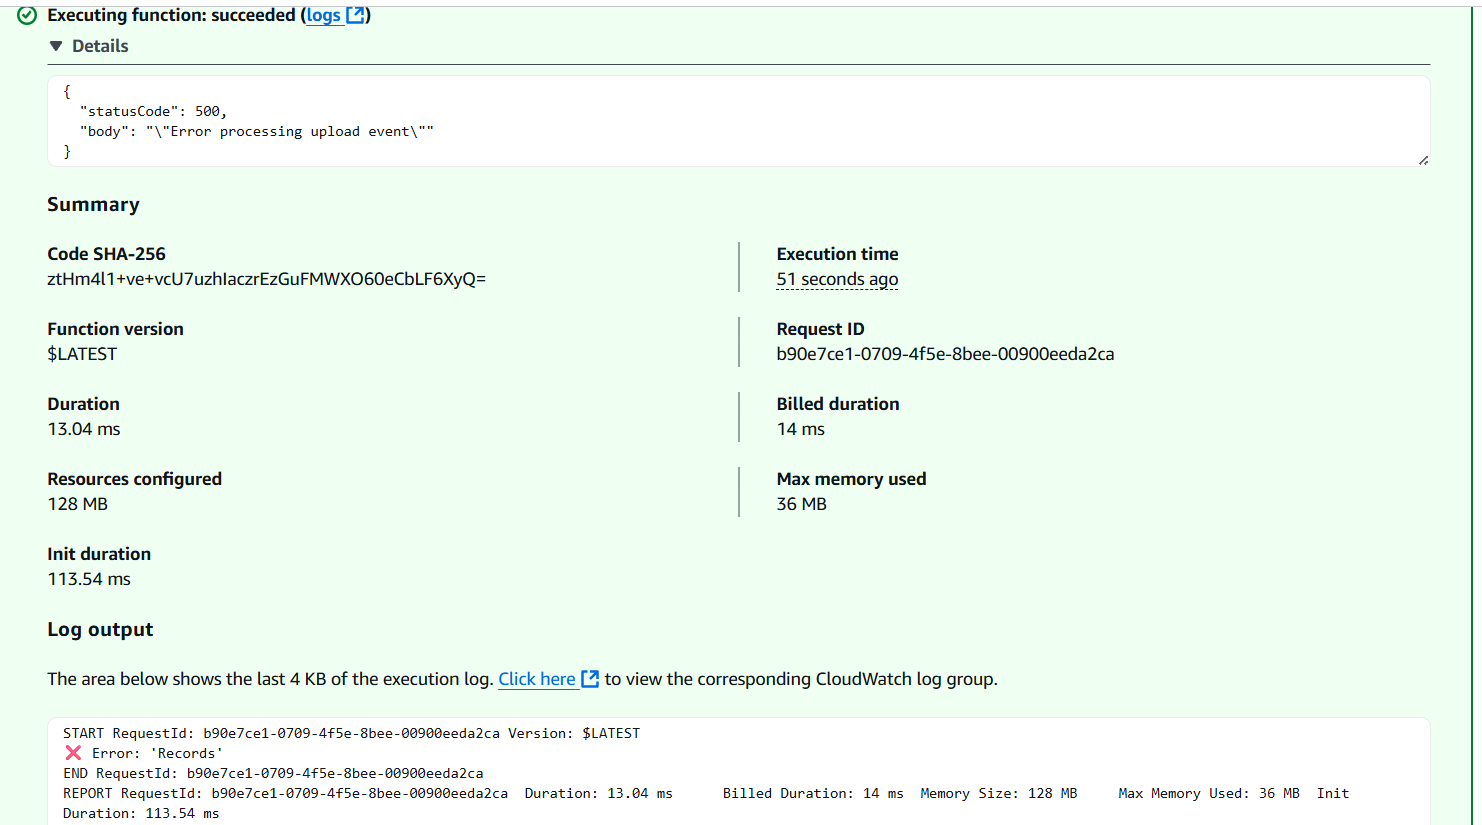 Executing function: succeeded (logs)
Details
{
  "statusCode": 500,
  "body": "\"Error processing upload event\""
}
Summary
Code SHA-256
ztHm4l1+ve+vcU7uzhIaczrEzGuFMWXO60eCbLF6XyQ=
Execution time
51 seconds ago
Function version
$LATEST
Request ID
b90e7ce1-0709-4f5e-8bee-00900eeda2ca
Duration
13.04 ms
Billed duration
14 ms
Resources configured
128 MB
Max memory used
36 MB
Init duration
113.54 ms
Log output
The area below shows the last 4 KB of the execution log. Click here to view the corresponding CloudWatch log group.
START RequestId: b90e7ce1-0709-4f5e-8bee-00900eeda2ca Version: $LATEST
❌ Error: 'Records'
END RequestId: b90e7ce1-0709-4f5e-8bee-00900eeda2ca
REPORT RequestId: b90e7ce1-0709-4f5e-8bee-00900eeda2ca  Duration: 13.04 ms      Billed Duration: 14 ms  Memory Size: 128 MB     Max Memory Used: 36 MB  Init
Duration: 113.54 ms